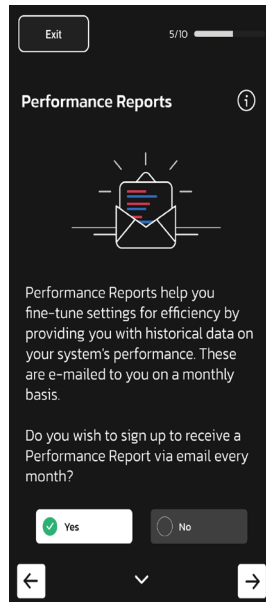 Exit
5/10
Performance Reports
i
Performance Reports help you
fine-tune settings for efficiency by
providing you with historical data on
your system's performance. These
are e-mailed to you on a monthly
basis.
Do you wish to sign up to receive a
Performance Report via email every
month?
Yes
No